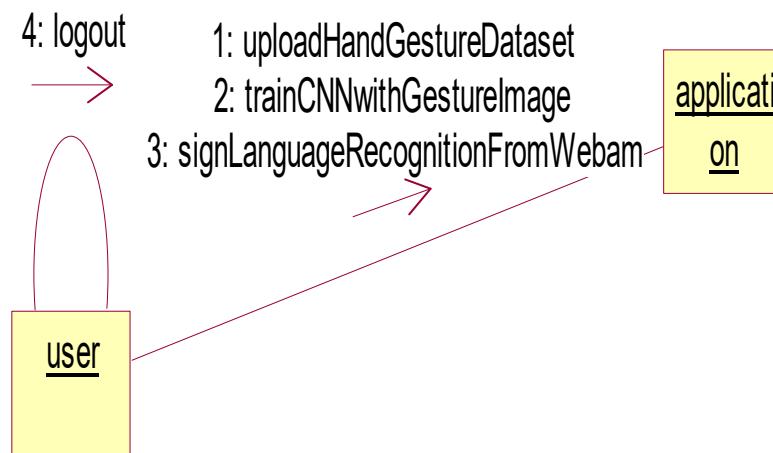 4: logout
1: uploadHandGestureDataset
2: trainCNNwithGestureImage
3: signLanguageRecognitionFromWebam
applicati
on
user